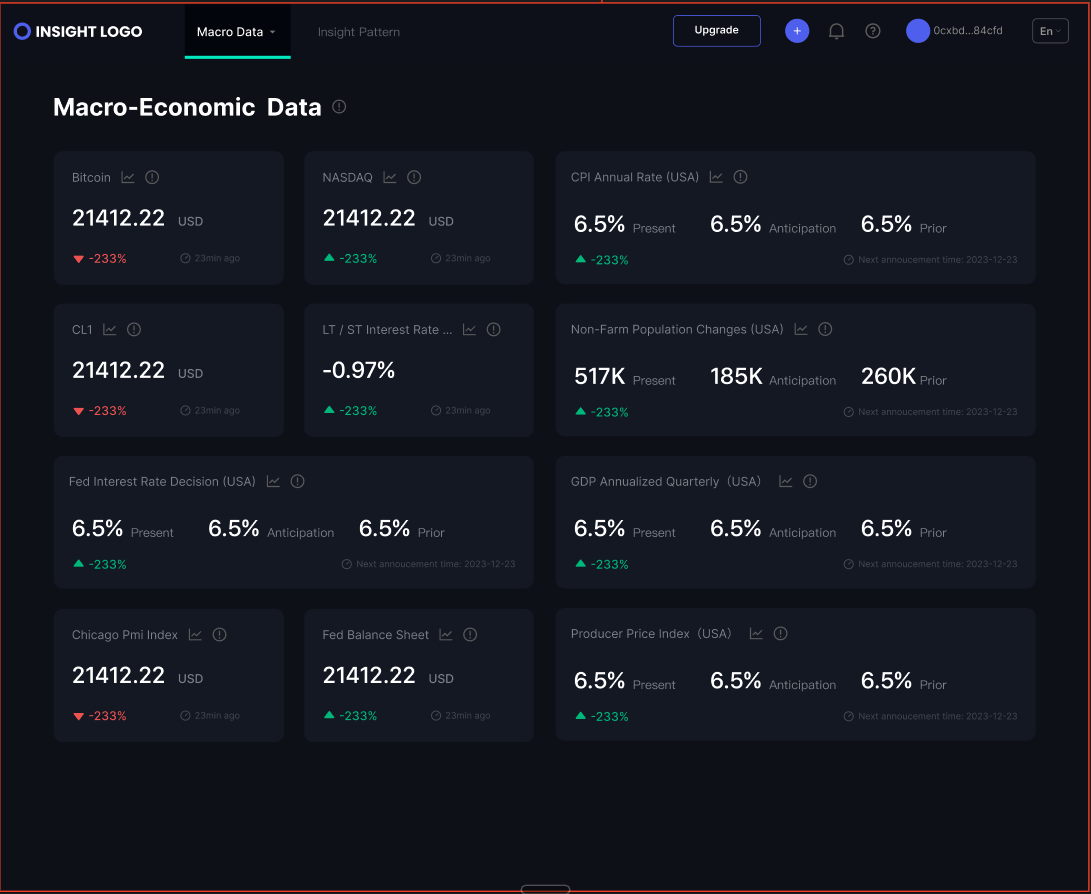 INSIGHT LOGO
Macro Data
Insight Pattern
Upgrade
0cxbd...84cfd
En
Macro-Economic Data
Bitcoin
21412.22 USD
-233%
23min ago
NASDAQ
21412.22 USD
-233%
23min ago
CPI Annual Rate (USA)
6.5% Present 6.5% Anticipation 6.5% Prior
-233%
Next annoucement time: 2023-12-23
CL1
21412.22 USD
-233%
23min ago
LT / ST Interest Rate ...
-0.97%
-233%
23min ago
Non-Farm Population Changes (USA)
517K Present 185K Anticipation 260K Prior
-233%
Next annoucement time: 2023-12-23
Fed Interest Rate Decision (USA)
6.5% Present 6.5% Anticipation 6.5% Prior
-233%
Next annoucement time: 2023-12-23
GDP Annualized Quarterly（USA）
6.5% Present 6.5% Anticipation 6.5% Prior
-233%
Next annoucement time: 2023-12-23
Chicago Pmi Index
21412.22 USD
-233%
23min ago
Fed Balance Sheet
21412.22 USD
-233%
23min ago
Producer Price Index（USA）
6.5% Present 6.5% Anticipation 6.5% Prior
-233%
Next annoucement time: 2023-12-23